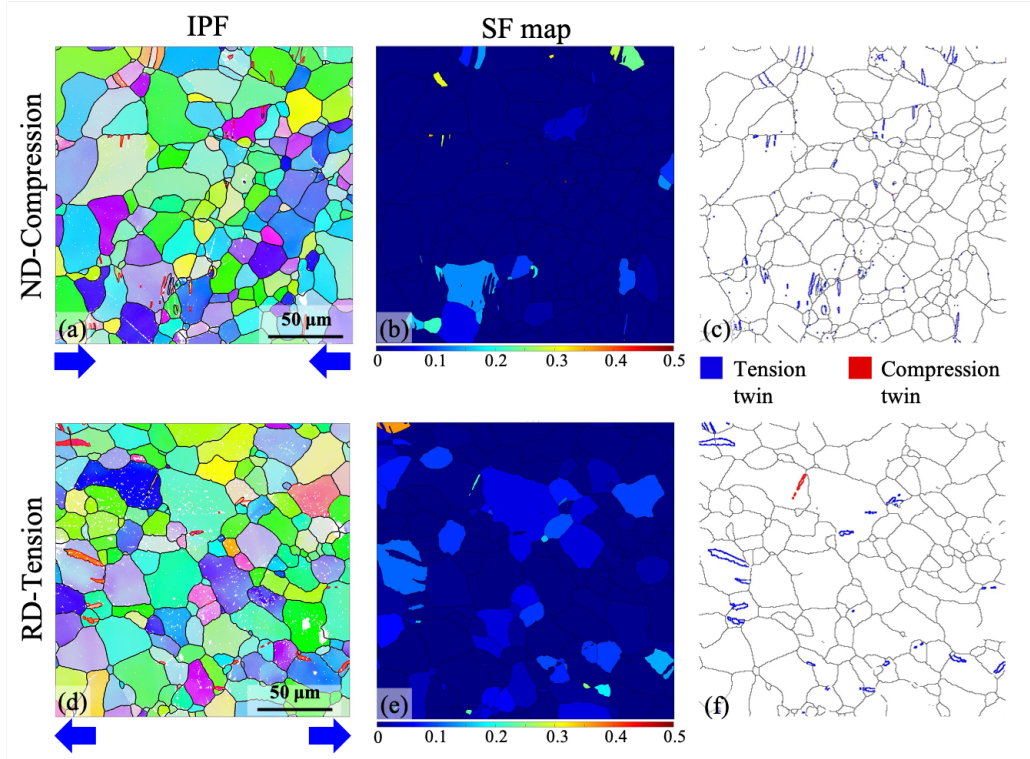 IPF
SF map
ND-Compression
(a)
50 μm
(b)
(c)
0 0.1 0.2 0.3 0.4 0.5
Tension twin
Compression twin
RD-Tension
(d)
50 μm
(e)
(f)
0 0.1 0.2 0.3 0.4 0.5